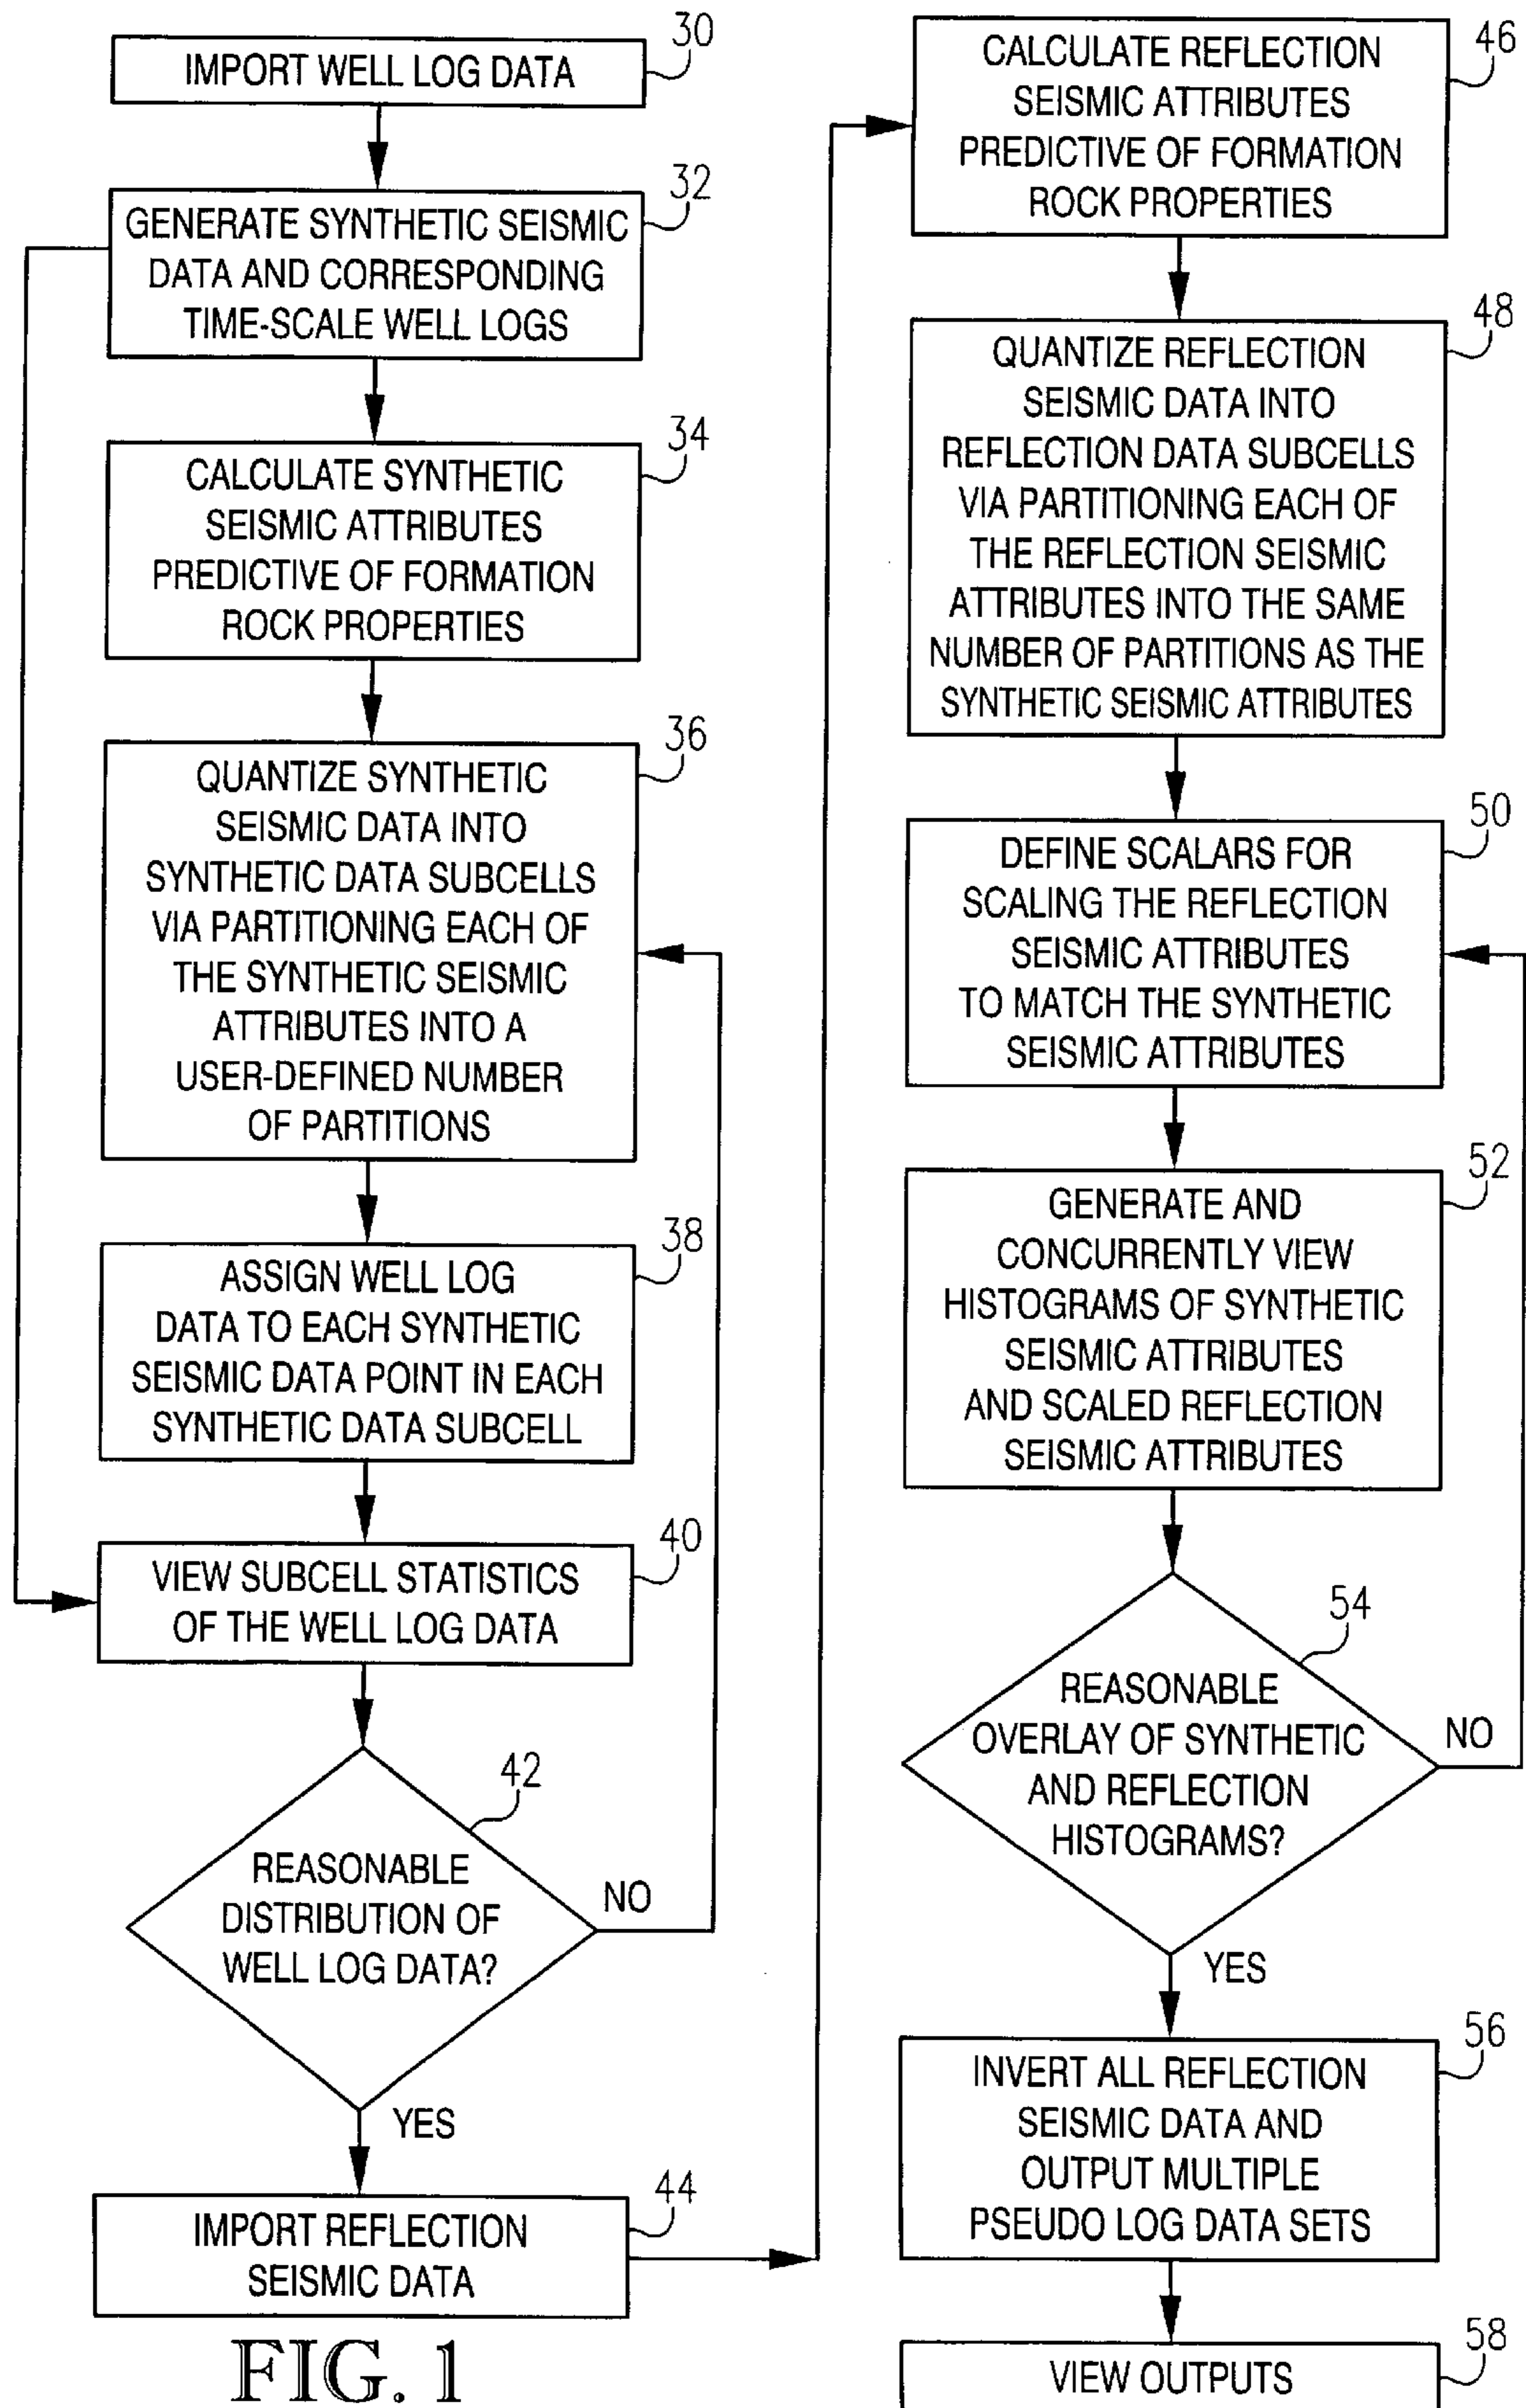 30
IMPORT WELL LOG DATA
32
GENERATE SYNTHETIC SEISMIC
DATA AND CORRESPONDING
TIME-SCALE WELL LOGS
34
CALCULATE SYNTHETIC
SEISMIC ATTRIBUTES
PREDICTIVE OF FORMATION
ROCK PROPERTIES
36
QUANTIZE SYNTHETIC
SEISMIC DATA INTO
SYNTHETIC DATA SUBCELLS
VIA PARTITIONING EACH OF
THE SYNTHETIC SEISMIC
ATTRIBUTES INTO A
USER-DEFINED NUMBER
OF PARTITIONS
38
ASSIGN WELL LOG
DATA TO EACH SYNTHETIC
SEISMIC DATA POINT IN EACH
SYNTHETIC DATA SUBCELL
40
VIEW SUBCELL STATISTICS
OF THE WELL LOG DATA
42
REASONABLE
DISTRIBUTION OF
WELL LOG DATA?
NO
YES
44
IMPORT REFLECTION
SEISMIC DATA
FIG. 1
46
CALCULATE REFLECTION
SEISMIC ATTRIBUTES
PREDICTIVE OF FORMATION
ROCK PROPERTIES
48
QUANTIZE REFLECTION
SEISMIC DATA INTO
REFLECTION DATA SUBCELLS
VIA PARTITIONING EACH OF
THE REFLECTION SEISMIC
ATTRIBUTES INTO THE SAME
NUMBER OF PARTITIONS AS THE
SYNTHETIC SEISMIC ATTRIBUTES
50
DEFINE SCALARS FOR
SCALING THE REFLECTION
SEISMIC ATTRIBUTES
TO MATCH THE SYNTHETIC
SEISMIC ATTRIBUTES
52
GENERATE AND
CONCURRENTLY VIEW
HISTOGRAMS OF SYNTHETIC
SEISMIC ATTRIBUTES
AND SCALED REFLECTION
SEISMIC ATTRIBUTES
54
REASONABLE
OVERLAY OF SYNTHETIC
AND REFLECTION
HISTOGRAMS?
NO
YES
56
INVERT ALL REFLECTION
SEISMIC DATA AND
OUTPUT MULTIPLE
PSEUDO LOG DATA SETS
58
VIEW OUTPUTS